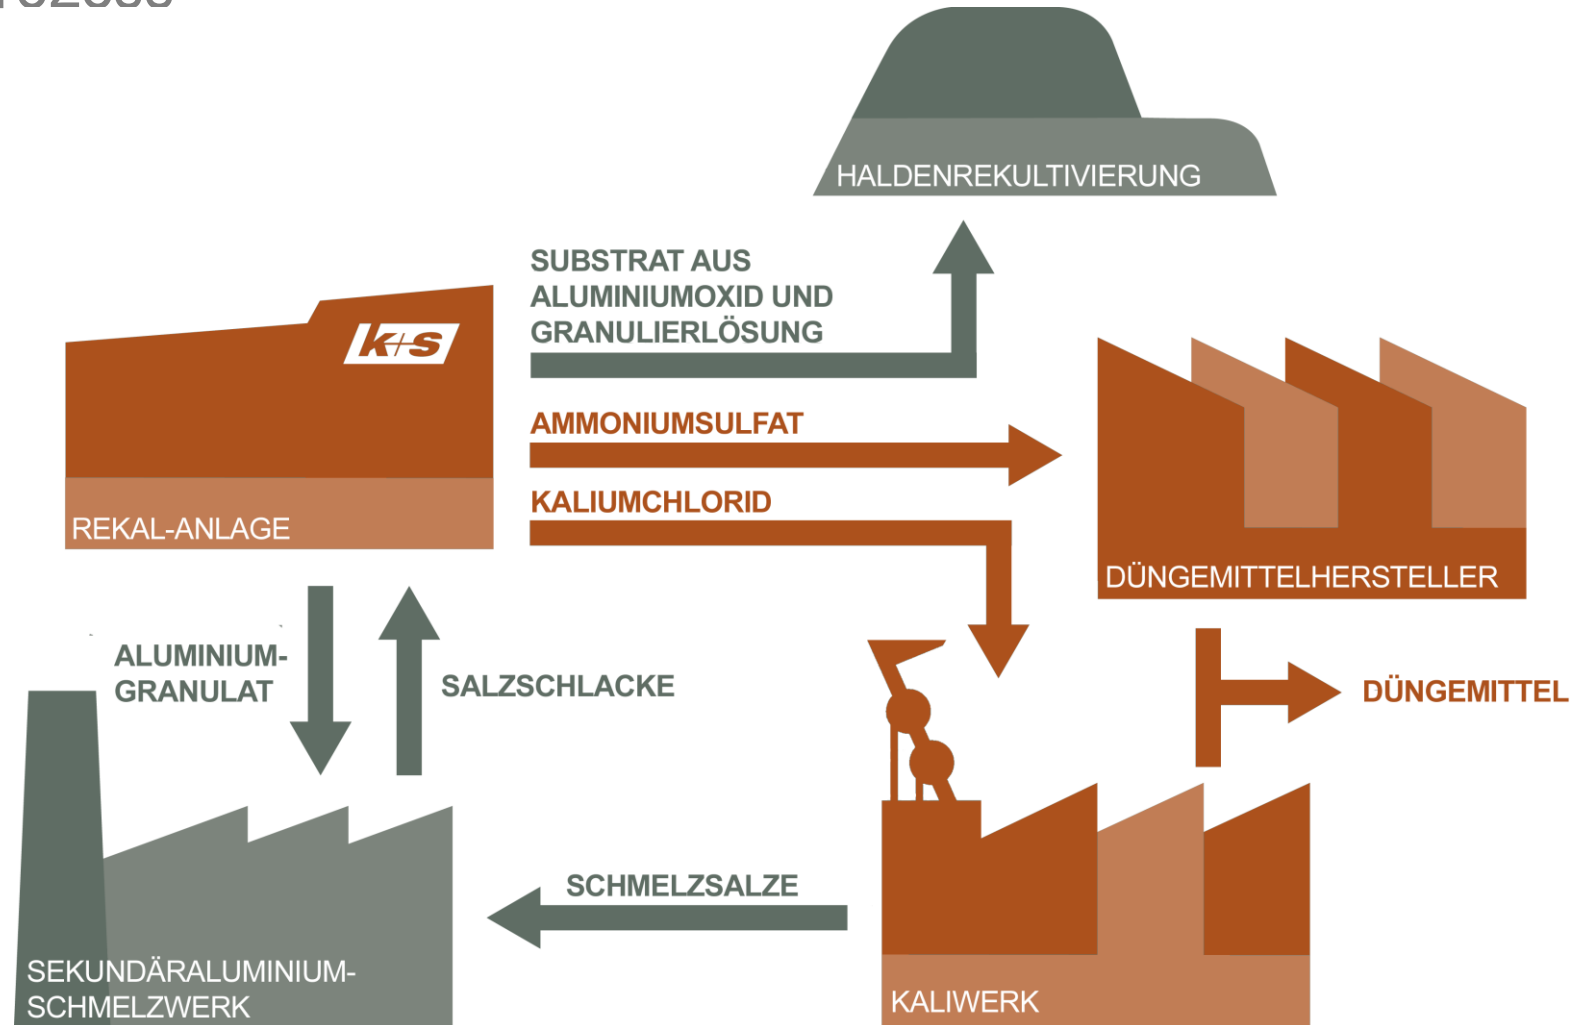 HALDENREKULTIVIERUNG
SUBSTRAT AUS
ALUMINIUMOXID UND
GRANULIERLÖSUNG
k+s
AMMONIUMSULFAT
KALIUMCHLORID
REKAL-ANLAGE
DÜNGEMITTELHERSTELLER
ALUMINIUM-
GRANULAT
SALZSCHLACKE
DÜNGEMITTEL
SCHMELZSALZE
SEKUNDÄRALUMINIUM-
SCHMELZWERK
KALIWERK